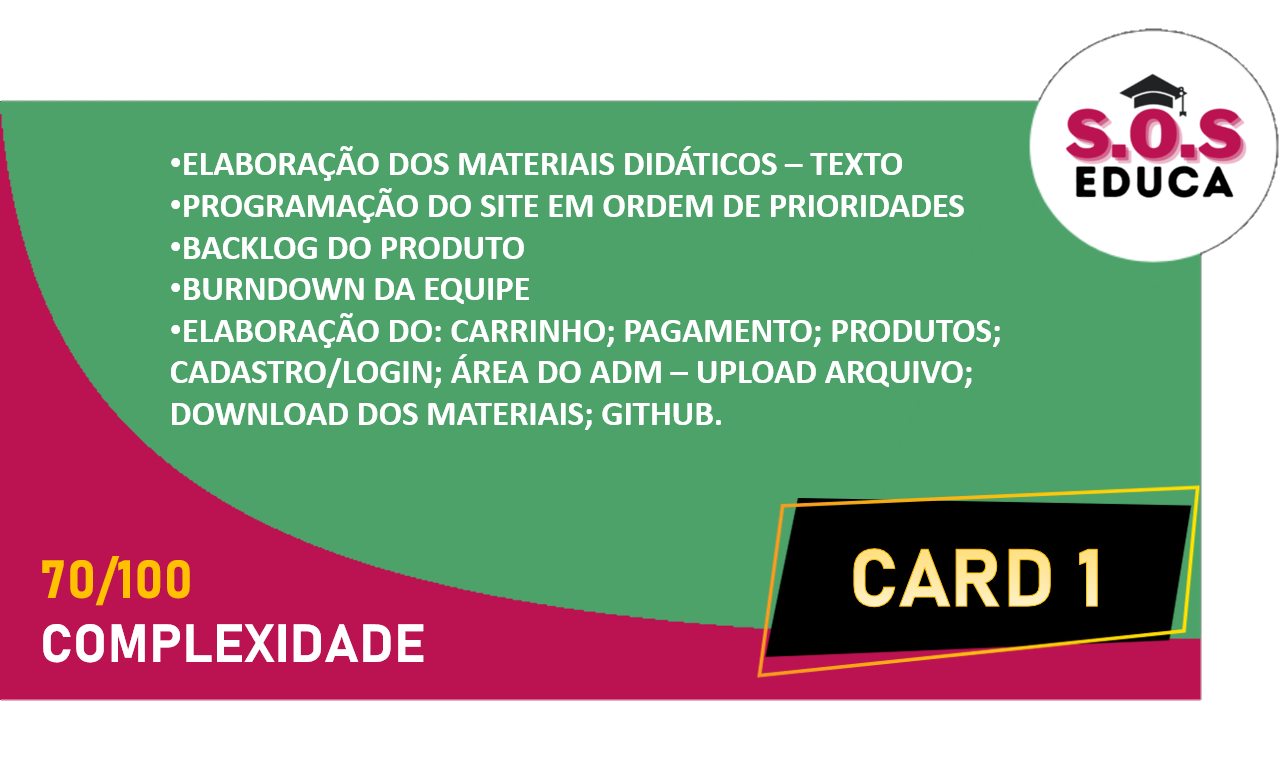 S.O.S
EDUCA
•ELABORAÇÃO DOS MATERIAIS DIDÁTICOS – TEXTO
•PROGRAMAÇÃO DO SITE EM ORDEM DE PRIORIDADES
•BACKLOG DO PRODUTO
•BURNDOWN DA EQUIPE
•ELABORAÇÃO DO: CARRINHO; PAGAMENTO; PRODUTOS;
CADASTRO/LOGIN; ÁREA DO ADM – UPLOAD ARQUIVO;
DOWNLOAD DOS MATERIAIS; GITHUB.
70/100
COMPLEXIDADE
CARD 1